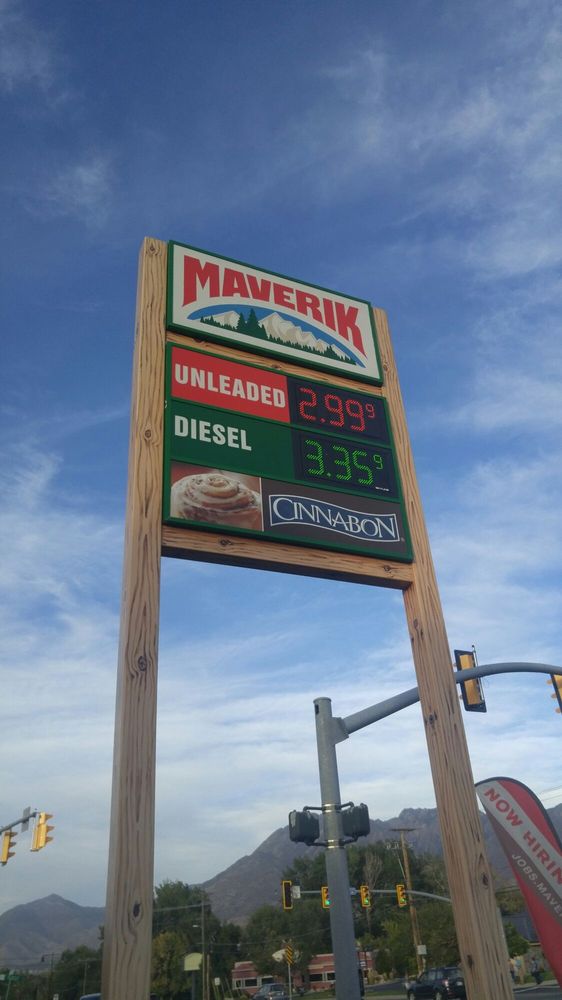 MAVERIK
UNLEADED 2.99 9
DIESEL 3.35 9
CINNABON
NOW HIRIN
JOBS.MAVE